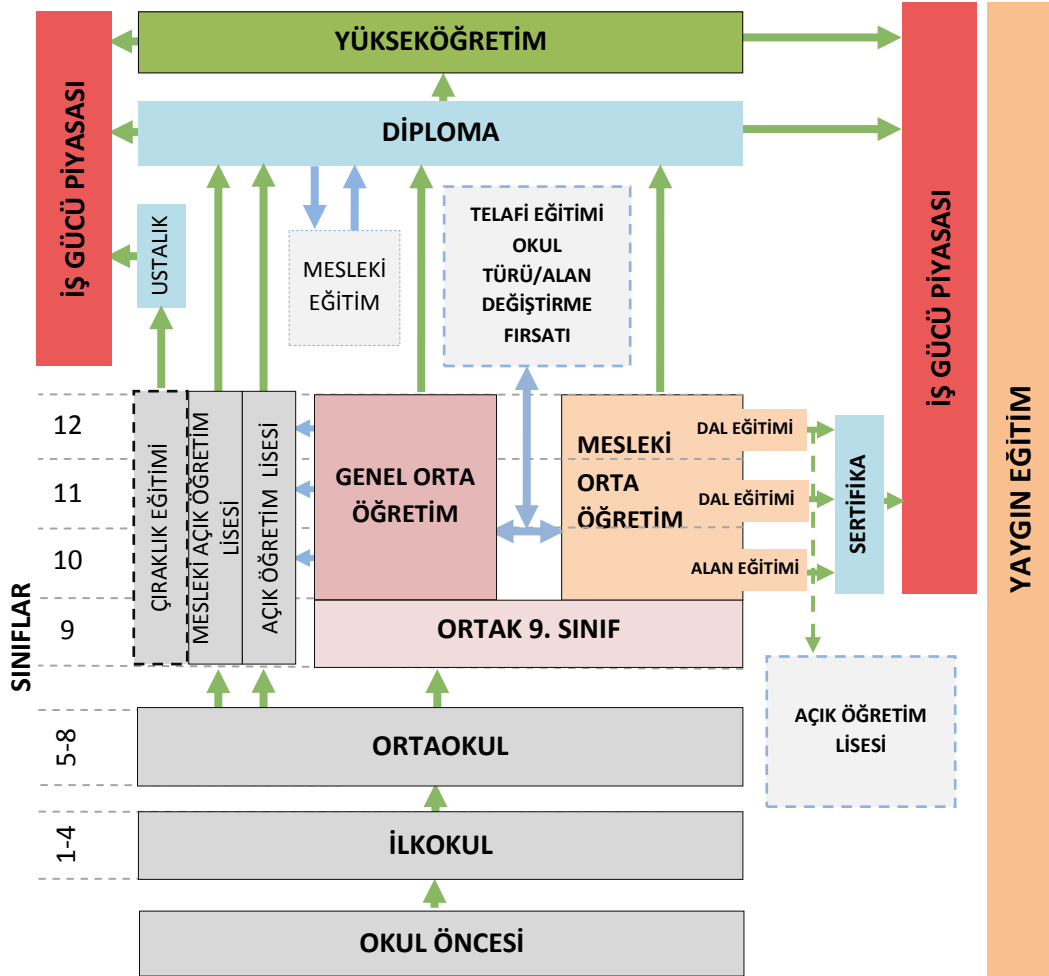 YÜKSEKÖĞRETİM
DİPLOMA
İŞ GÜCÜ PİYASASI
USTALIK
MESLEKİ
EĞİTİM
TELAFİ EĞİTİMİ
OKUL
TÜRÜ/ALAN
DEĞİŞTİRME
FIRSATI
İŞ GÜCÜ PİYASASI
YAYGIN EĞİTİM
SINIFLAR
12
11
10
9
5-8
1-4
ÇIRAKLIK EĞİTİMİ
MESLEKİ AÇIK ÖĞRETİM
LİSESİ
AÇIK ÖĞRETİM LİSESİ
GENEL ORTA
ÖĞRETİM
MESLEKİ
ORTA
ÖĞRETİM
DAL EĞİTİMİ
DAL EĞİTİMİ
ALAN EĞİTİMİ
SERTİFİKA
ORTAK 9. SINIF
AÇIK ÖĞRETİM
LİSESİ
ORTAOKUL
İLKOKUL
OKUL ÖNCESİ